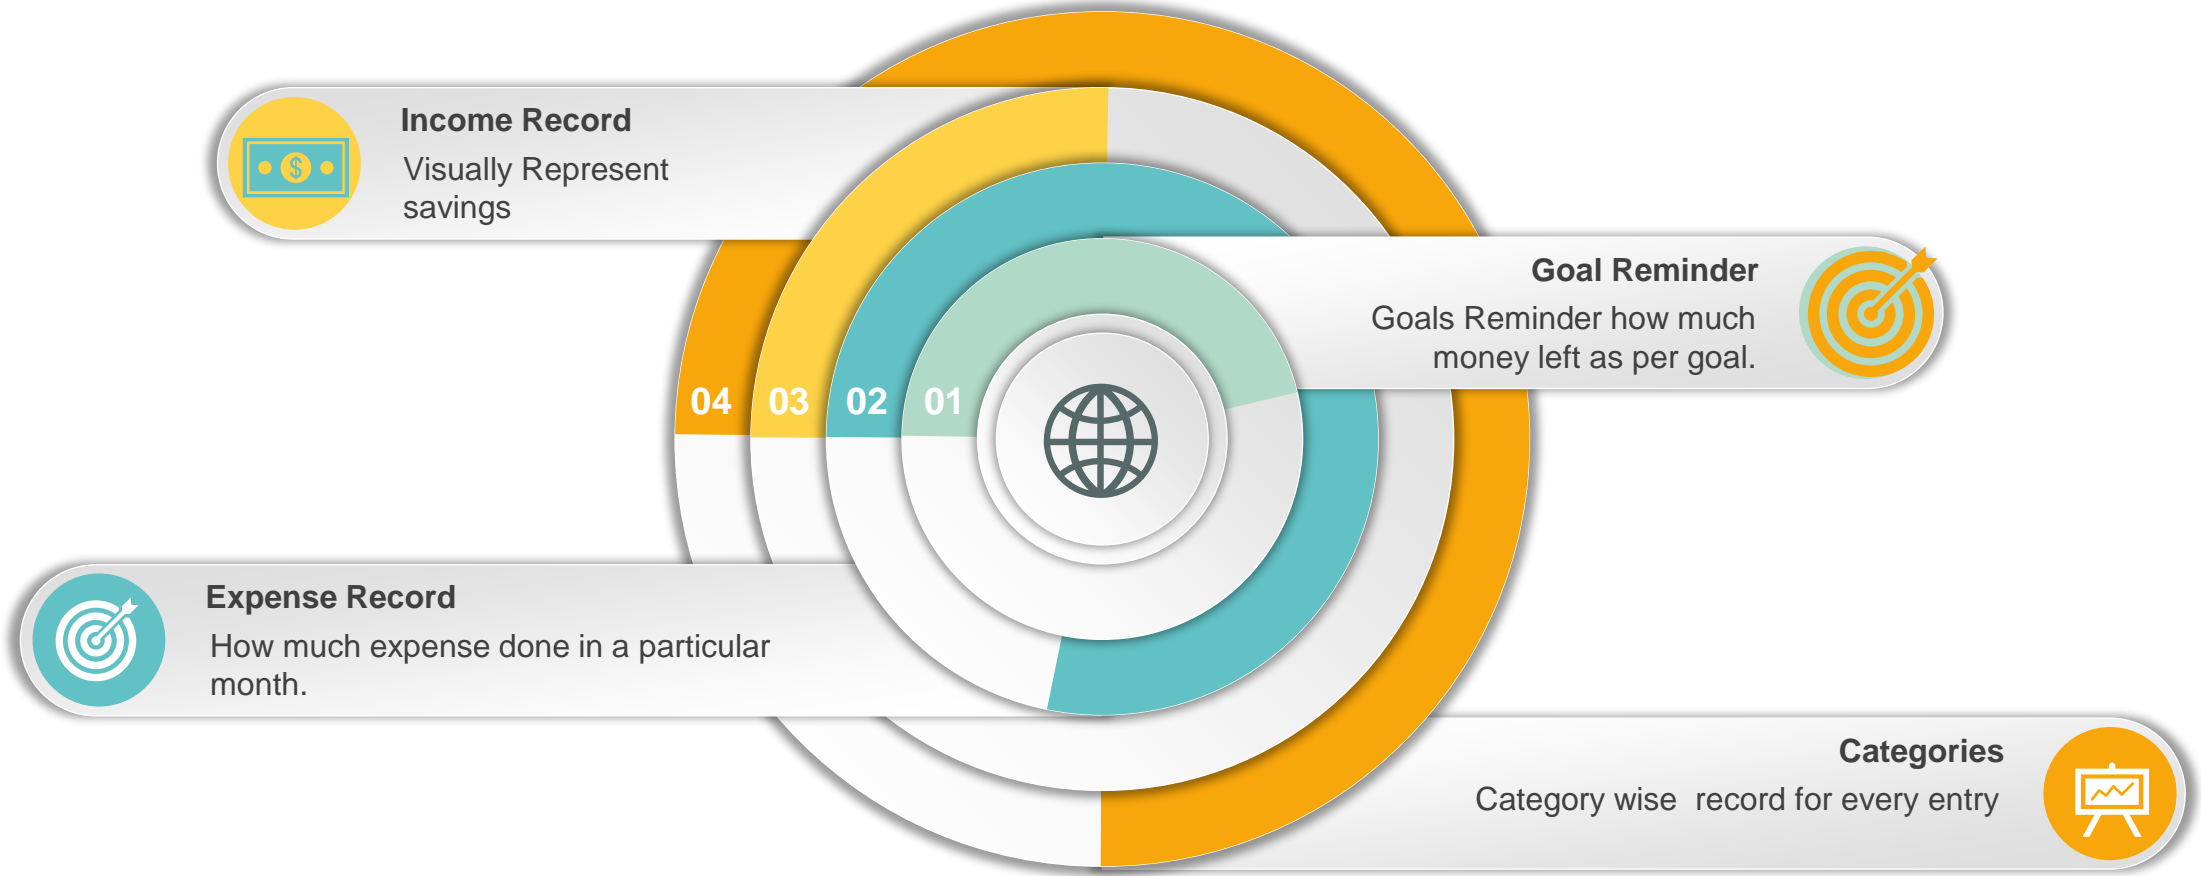 Income Record
Visually Represent
savings
$
Goal Reminder
Goals Reminder how much
money left as per goal.
04 03 02 01
Expense Record
How much expense done in a particular
month.
Categories
Category wise  record for every entry